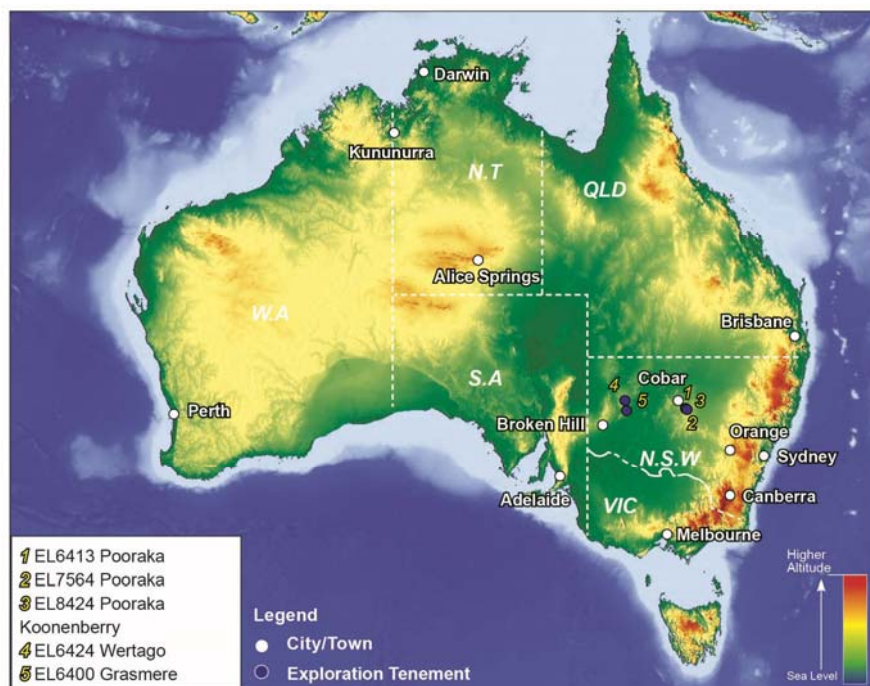 Darwin
Kununurra
N.T
QLD
Alice Springs
W.A
Brisbane
S.A
Cobar
4
1
5
3
2
Perth
Broken Hill
Orange
N.S.W
Sydney
Adelaide
VIC
Canberra
Melbourne
1 EL6413 Pooraka
2 EL7564 Pooraka
3 EL8424 Pooraka
Koonenberry
4 EL6424 Wertago
5 EL6400 Grasmere
Legend
City/Town
Exploration Tenement
Higher
Altitude
Sea Level